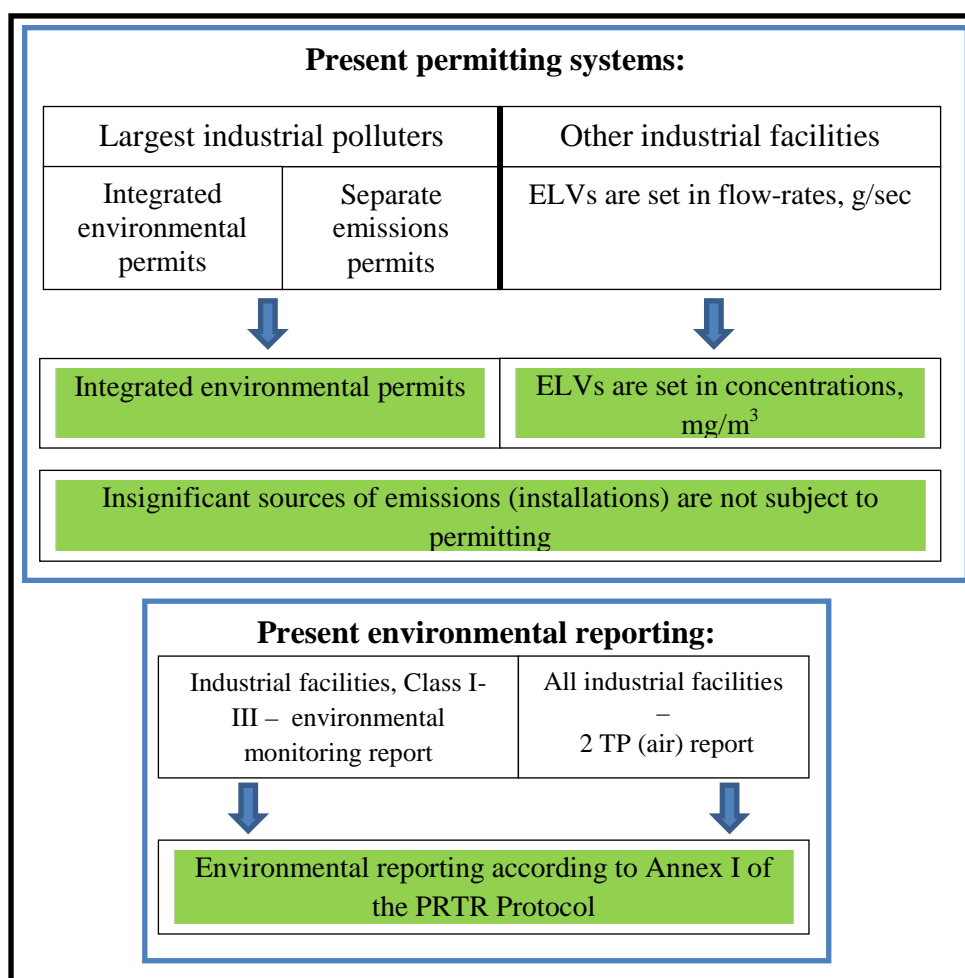 Present permitting systems:
Largest industrial polluters
Other industrial facilities
Integrated
environmental
permits
Separate
emissions
permits
ELVs are set in flow-rates, g/sec
Integrated environmental permits
ELVs are set in concentrations,
mg/m³
Insignificant sources of emissions (installations) are not subject to
permitting
Present environmental reporting:
Industrial facilities, Class I-
III – environmental
monitoring report
All industrial facilities
–
2 TP (air) report
Environmental reporting according to Annex I of
the PRTR Protocol